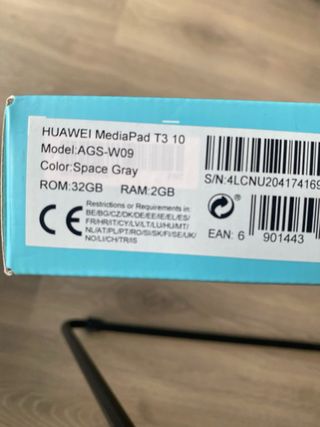 HUAWEI MediaPad T3 10
Model:AGS-W09
Color:Space Gray
ROM:32GB RAM:2GB
S/N:4LCNU204174169
CE
Restrictions or Requirements in:
BE/BG/CZ/DK/DE/EE/IE/EL/ES/
FR/HR/IT/CY/LV/LT/LU/HU/MT/
NL/AT/PL/PT/RO/SI/SK/FI/SE/UK/
NO/LI/CH/TR/IS
EAN: 6 901443